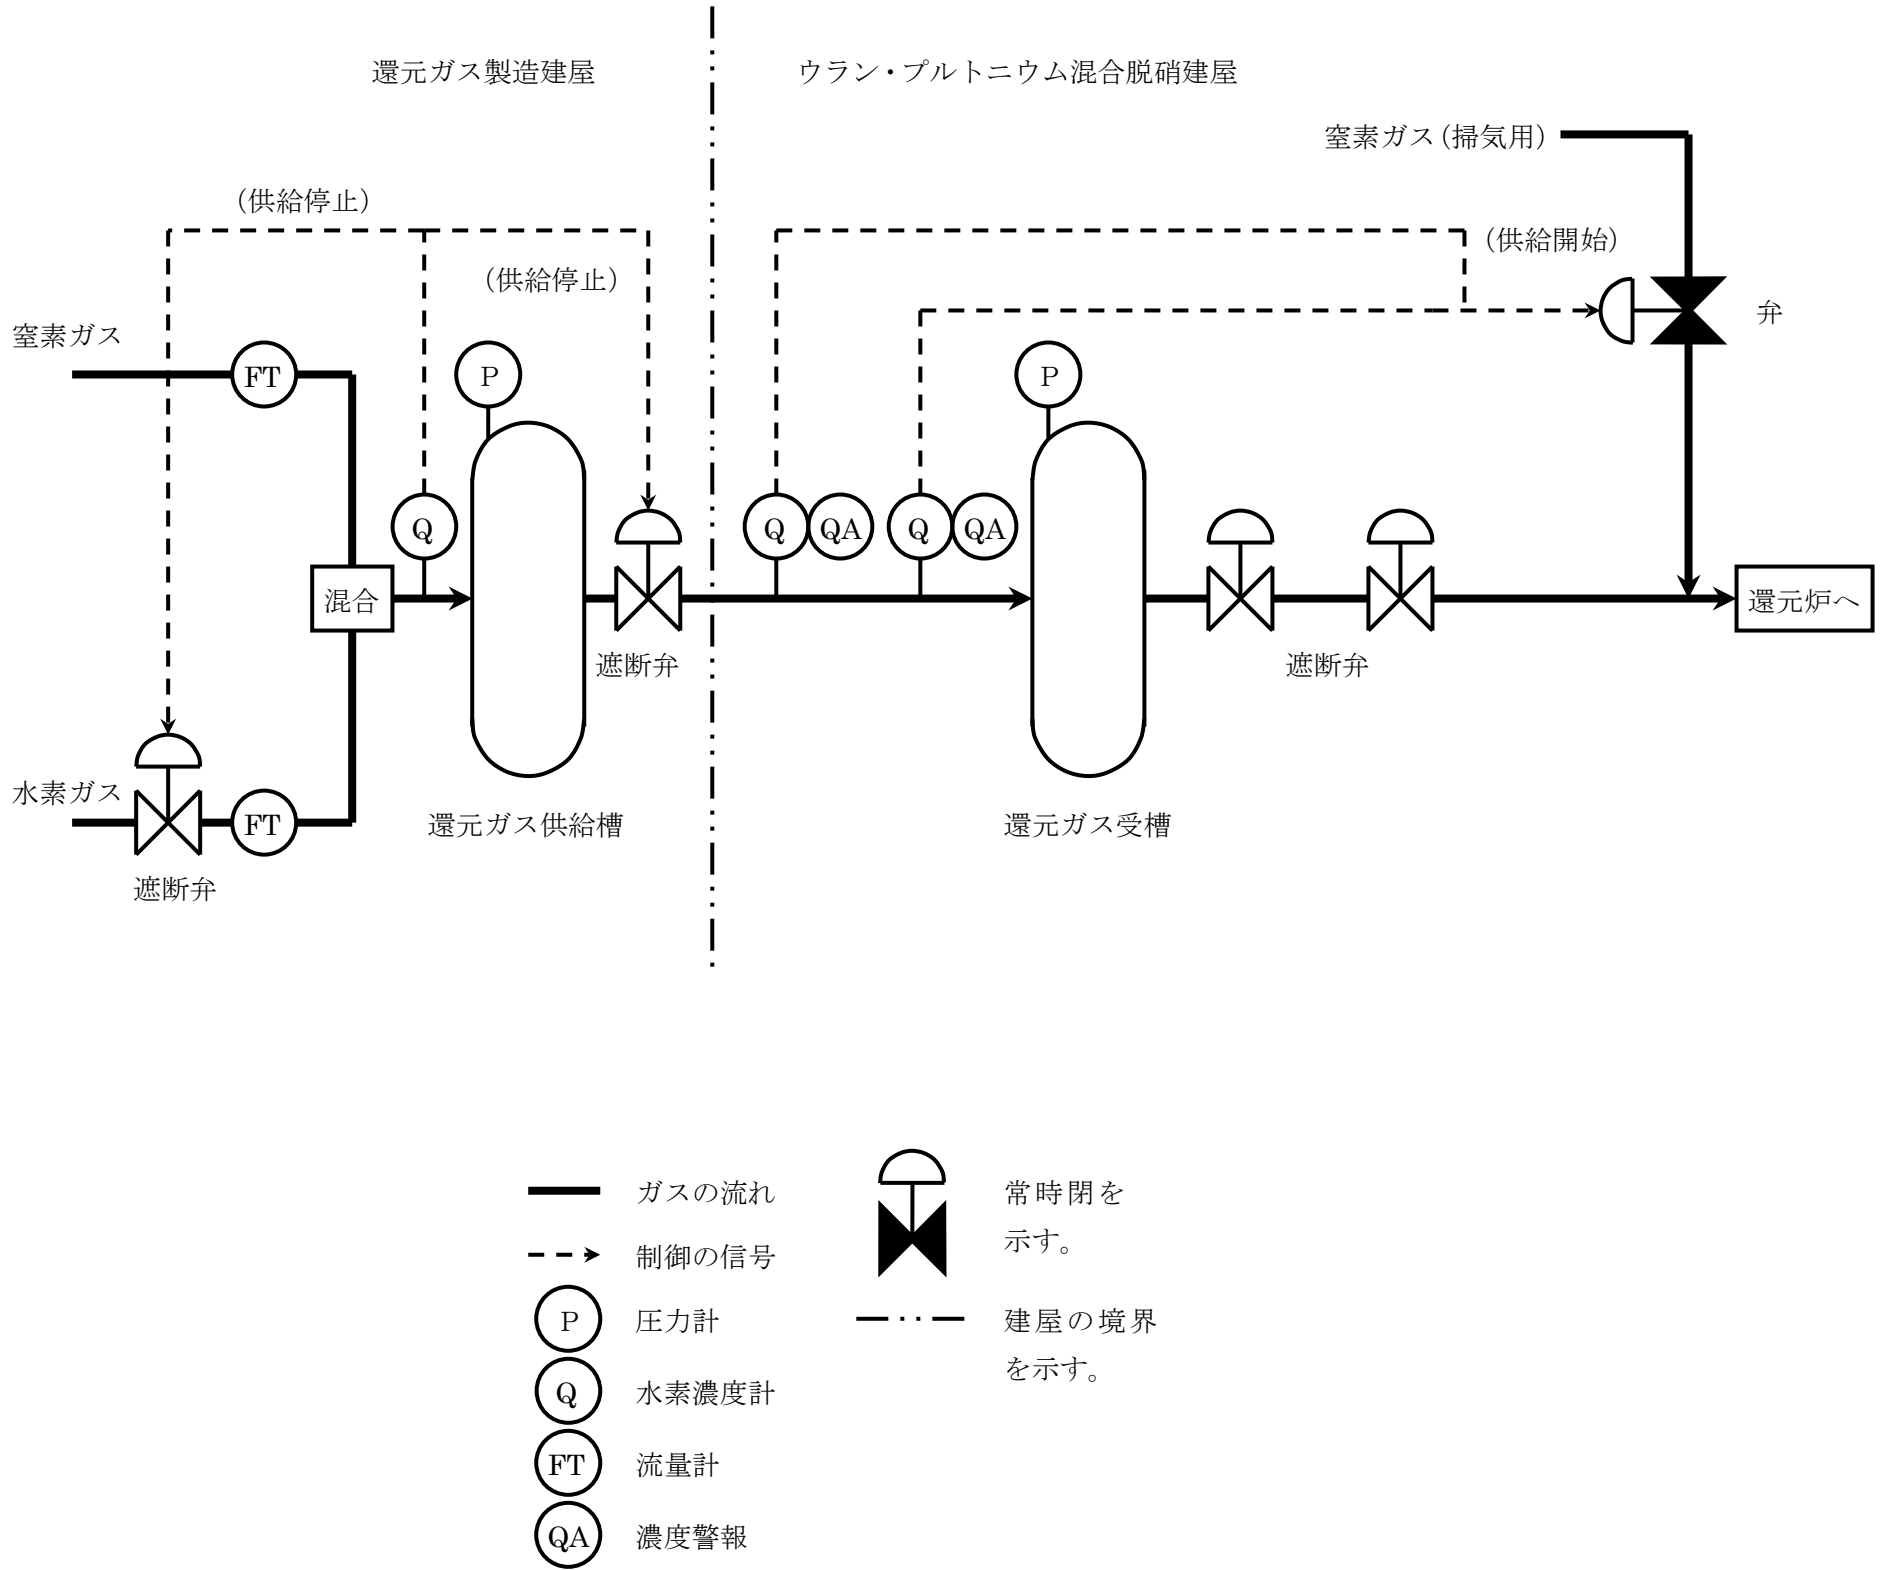 還元ガス製造建屋
ウラン・プルトニウム混合脱硝建屋
窒素ガス(掃気用)
(供給停止)
(供給開始)
(供給停止)
弁
窒素ガス
FT
P
P
Q
Q
QA
Q
QA
混合
還元炉へ
遮断弁
遮断弁
水素ガス
FT
還元ガス供給槽
還元ガス受槽
遮断弁
ガスの流れ
常時閉を
示す。
制御の信号
P
圧力計
建屋の境界
を示す。
Q
水素濃度計
FT
流量計
QA
濃度警報